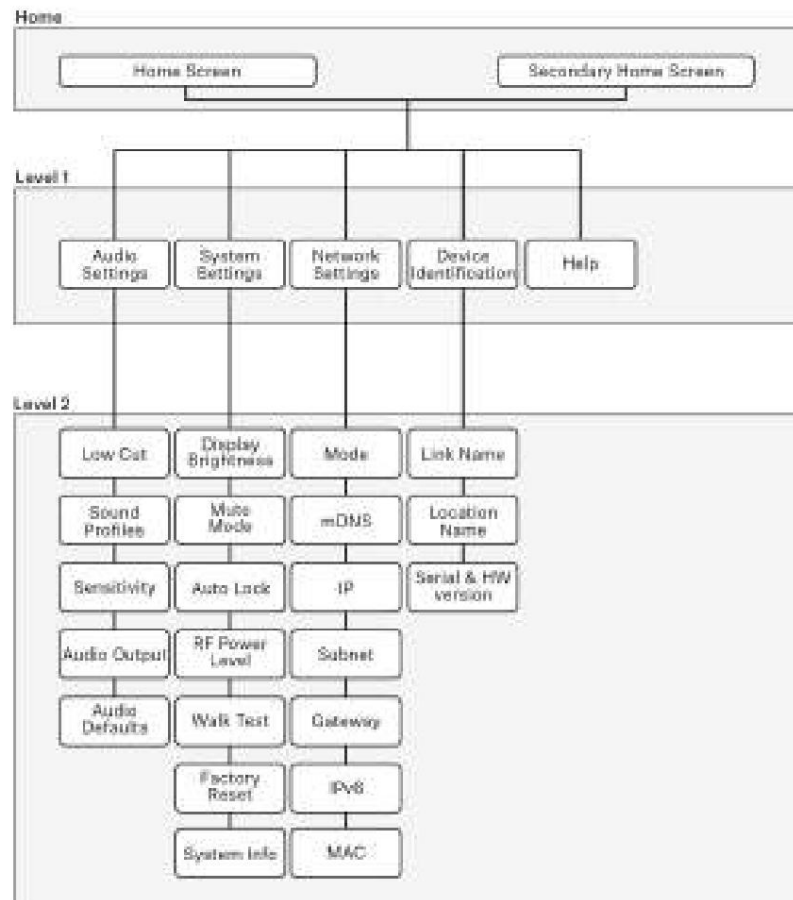 Home
Home Screen
Secondary Home Screen
Level 1
Audio
Settings
System
Settings
Network
Settings
Device
Identification
Help
Level 2
Low Cut
Sound
Profiles
Sensitivity
Audio Output
Audio
Defaults
Display
Brightness
Mute
Mode
Auto Lock
RF Power
Level
Walk Test
Factory
Reset
System Info
Mode
mDNS
IP
Subnet
Gateway
IPv6
MAC
Link Name
Location
Name
Serial & HW
version